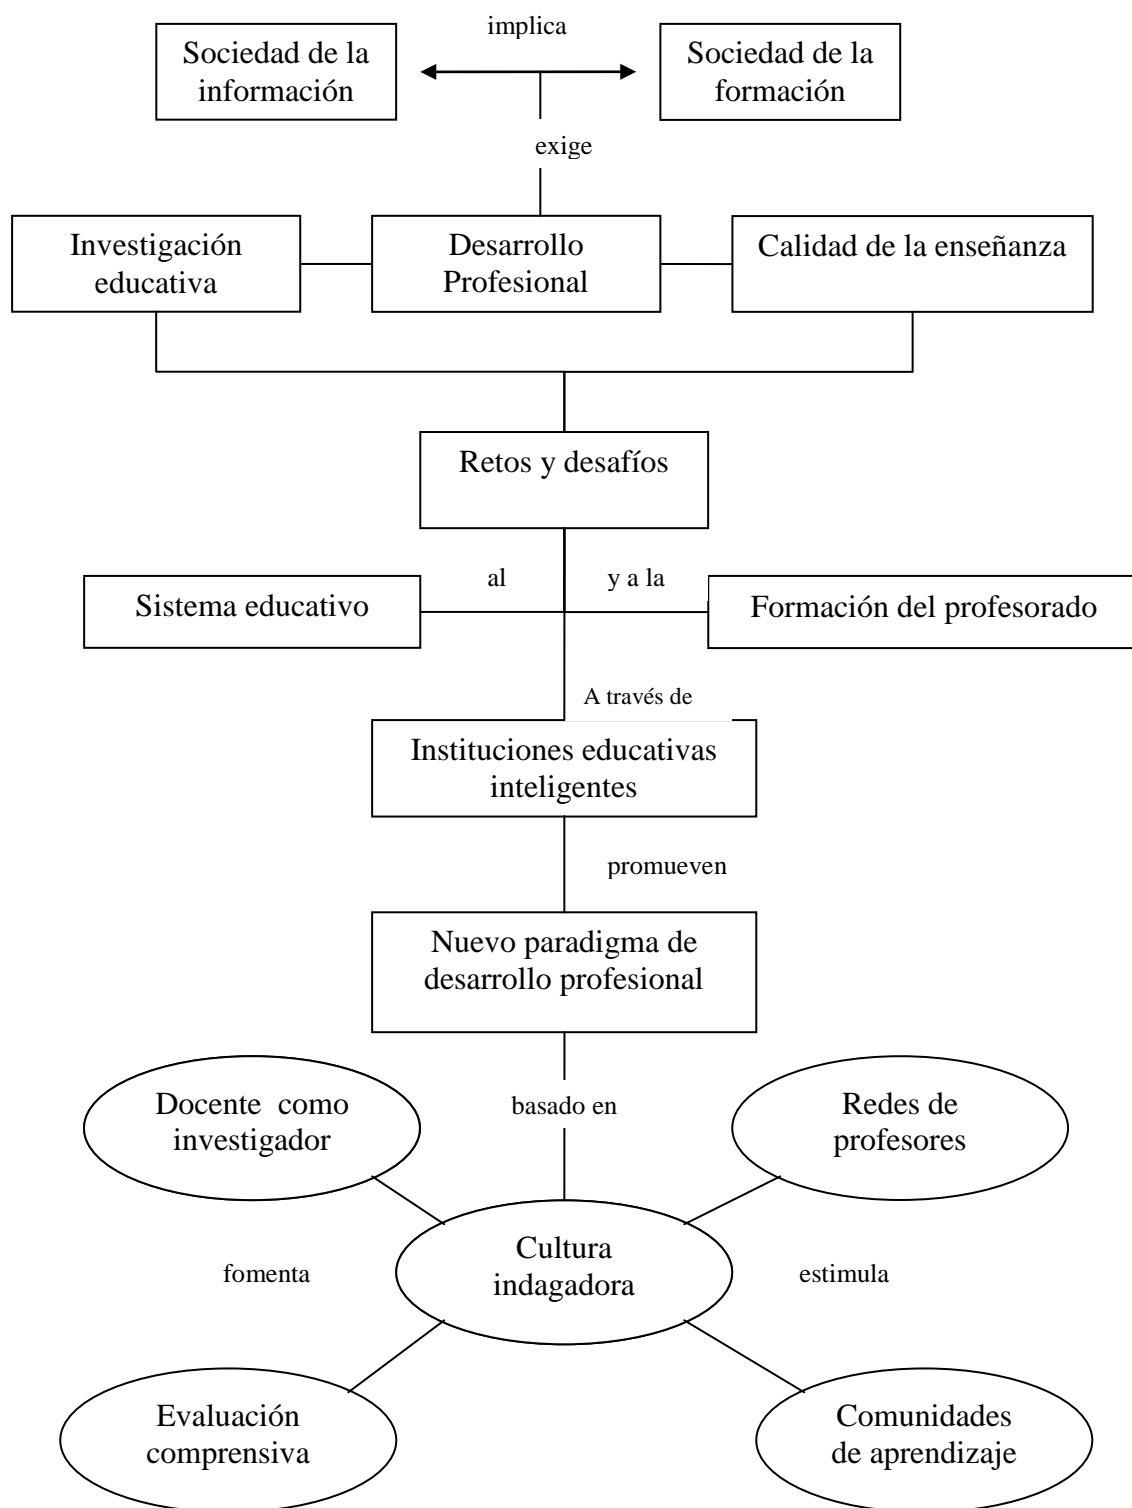 implica
Sociedad de la
información
Sociedad de la
formación
exige
Investigación
educativa
Desarrollo
Profesional
Calidad de la enseñanza
Retos y desafíos
al
y a la
Sistema educativo
Formación del profesorado
A través de
Instituciones educativas
inteligentes
promueven
Nuevo paradigma de
desarrollo profesional
Docente como
investigador
basado en
Redes de
profesores
Cultura
indagadora
fomenta
estimula
Evaluación
comprensiva
Comunidades
de aprendizaje